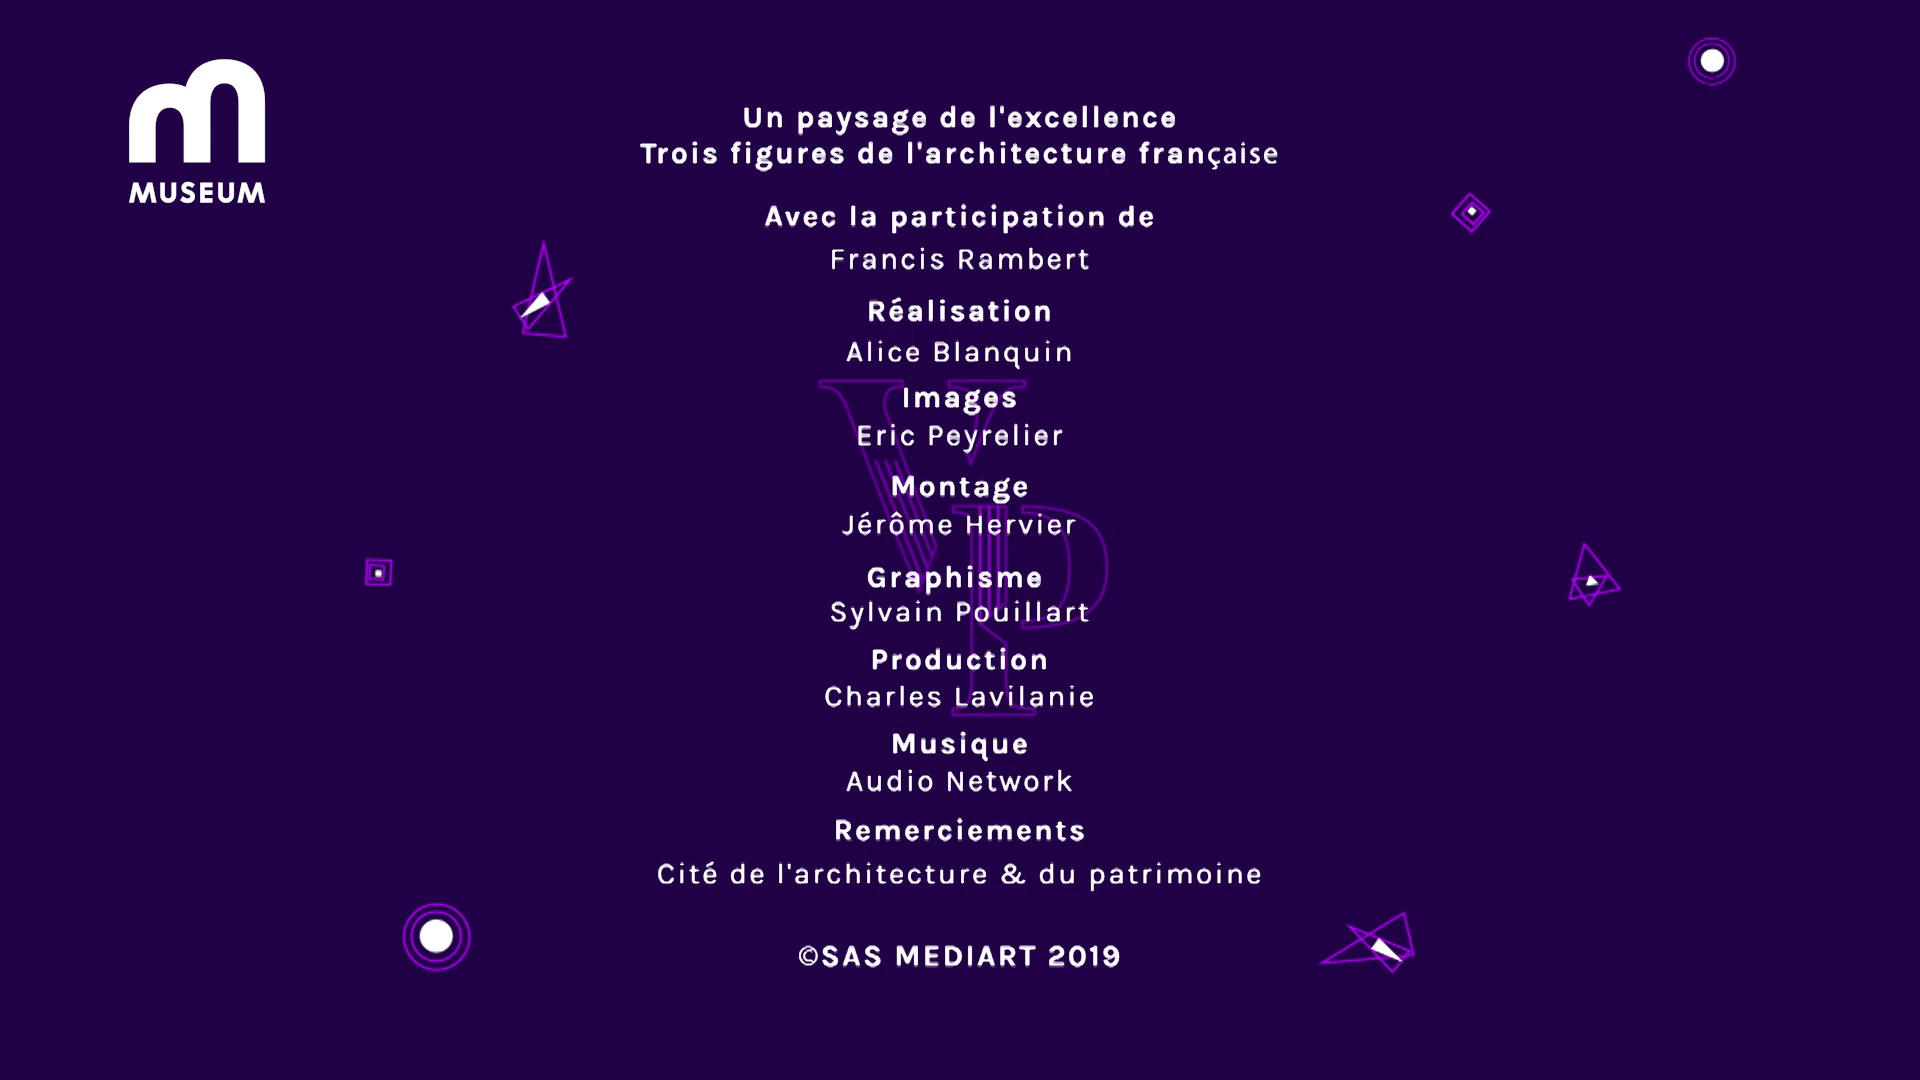 MUSEUM
Un paysage de l'excellence
Trois figures de l'architecture française
Avec la participation de
Francis Rambert
Réalisation
Alice Blanquin
Images
Eric Peyrelier
Montage
Jérôme Hervier
Graphisme
Sylvain Pouillart
Production
Charles Lavilanie
Musique
Audio Network
Remerciements
Cité de l'architecture & du patrimoine
©SAS MEDIART 2019
VP